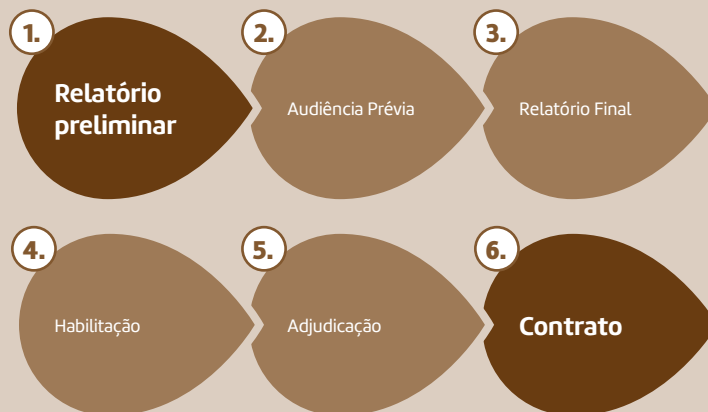 1.
Relatório
preliminar
2.
Audiência Prévia
3.
Relatório Final
4.
Habilitação
5.
Adjudicação
6.
Contrato